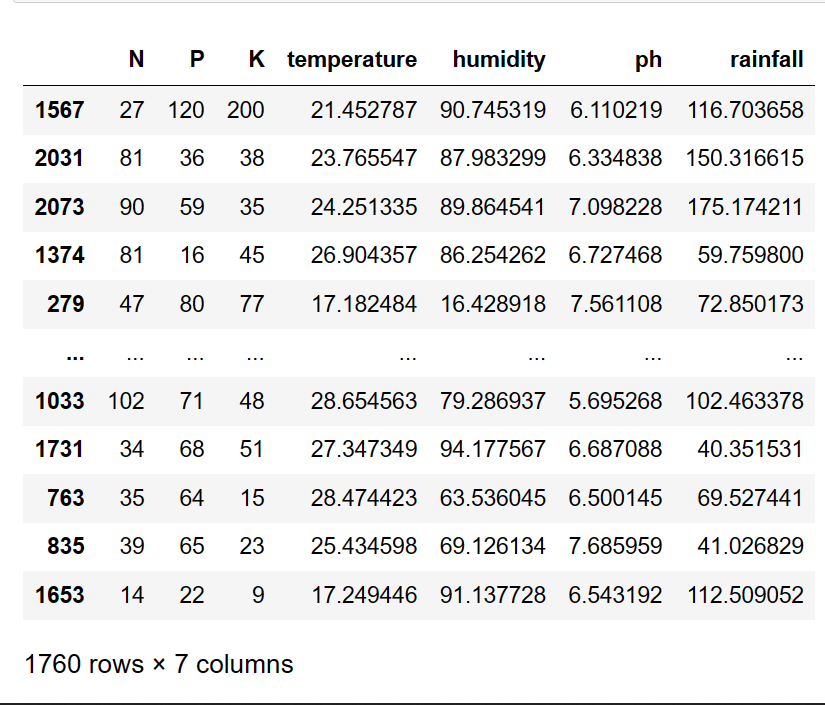 N P K temperature humidity ph rainfall
1567 27 120 200 21.452787 90.745319 6.110219 116.703658
2031 81 36 38 23.765547 87.983299 6.334838 150.316615
2073 90 59 35 24.251335 89.864541 7.098228 175.174211
1374 81 16 45 26.904357 86.254262 6.727468 59.759800
279 47 80 77 17.182484 16.428918 7.561108 72.850173
... ... ... ... ... ... ... ...
1033 102 71 48 28.654563 79.286937 5.695268 102.463378
1731 34 68 51 27.347349 94.177567 6.687088 40.351531
763 35 64 15 28.474423 63.536045 6.500145 69.527441
835 39 65 23 25.434598 69.126134 7.685959 41.026829
1653 14 22 9 17.249446 91.137728 6.543192 112.509052
1760 rows × 7 columns